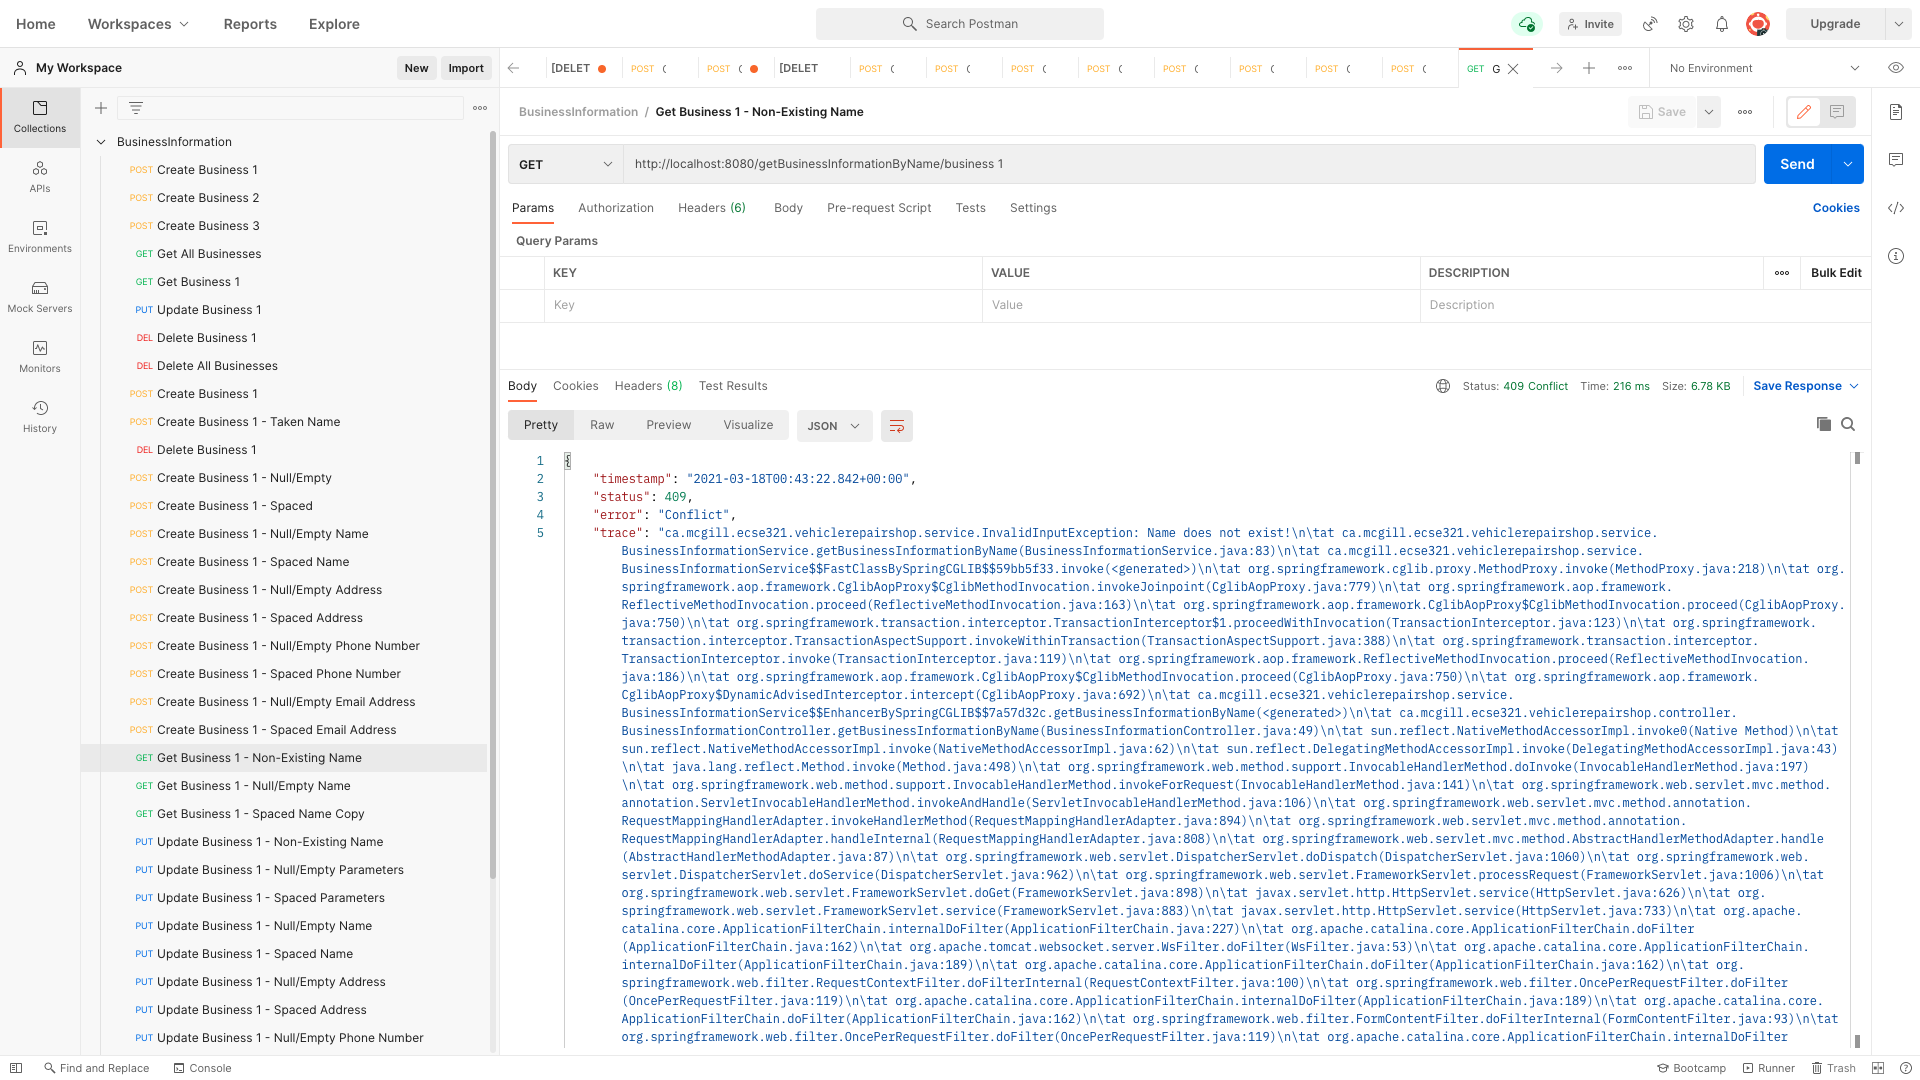 Home
Workspaces
Reports
Explore
Search Postman
Invite
Upgrade
My Workspace
New
Import
[DELET
POST (
POST (
[DELET
POST (
POST (
POST (
POST (
POST (
POST (
POST (
POST (
GET G
No Environment
Collections
APIs
Environments
Mock Servers
Monitors
History
BusinessInformation
POST Create Business 1
POST Create Business 2
POST Create Business 3
GET Get All Businesses
GET Get Business 1
PUT Update Business 1
DEL Delete Business 1
DEL Delete All Businesses
POST Create Business 1
POST Create Business 1 - Taken Name
DEL Delete Business 1
POST Create Business 1 - Null/Empty
POST Create Business 1 - Spaced
POST Create Business 1 - Null/Empty Name
POST Create Business 1 - Spaced Name
POST Create Business 1 - Null/Empty Address
POST Create Business 1 - Spaced Address
POST Create Business 1 - Null/Empty Phone Number
POST Create Business 1 - Spaced Phone Number
POST Create Business 1 - Null/Empty Email Address
POST Create Business 1 - Spaced Email Address
GET Get Business 1 - Non-Existing Name
GET Get Business 1 - Null/Empty Name
GET Get Business 1 - Spaced Name Copy
PUT Update Business 1 - Non-Existing Name
PUT Update Business 1 - Null/Empty Parameters
PUT Update Business 1 - Spaced Parameters
PUT Update Business 1 - Null/Empty Name
PUT Update Business 1 - Spaced Name
PUT Update Business 1 - Null/Empty Address
PUT Update Business 1 - Spaced Address
PUT Update Business 1 - Null/Empty Phone Number
BusinessInformation / Get Business 1 - Non-Existing Name
Save
GET
http://localhost:8080/getBusinessInformationByName/business 1
Send
Params
Authorization
Headers (6)
Body
Pre-request Script
Tests
Settings
Cookies
Query Params
KEY
VALUE
DESCRIPTION
Bulk Edit
Key
Value
Description
Body
Cookies
Headers (8)
Test Results
Status: 409 Conflict
Time: 216 ms
Size: 6.78 KB
Save Response
Pretty
Raw
Preview
Visualize
JSON
1 {
2 "timestamp": "2021-03-18T00:43:22.842+00:00",
3 "status": 409,
4 "error": "Conflict",
5 "trace": "ca.mcgill.ecse321.vehiclerepairshop.service.InvalidInputException: Name does not exist!\n\tat ca.mcgill.ecse321.vehiclerepairshop.service.
BusinessInformationService.getBusinessInformationByName(BusinessInformationService.java:83)\n\tat ca.mcgill.ecse321.vehiclerepairshop.service.
BusinessInformationService$$FastClassBySpringCGLIB$$59bb5f33.invoke(<generated>)\n\tat org.springframework.cglib.proxy.MethodProxy.invoke(MethodProxy.java:218)\n\tat org.
springframework.aop.framework.CglibAopProxy$CglibMethodInvocation.invokeJoinpoint(CglibAopProxy.java:779)\n\tat org.springframework.aop.framework.
ReflectiveMethodInvocation.proceed(ReflectiveMethodInvocation.java:163)\n\tat org.springframework.aop.framework.CglibAopProxy$CglibMethodInvocation.proceed(CglibAopProxy.
java:750)\n\tat org.springframework.transaction.interceptor.TransactionInterceptor$1.proceedWithInvocation(TransactionInterceptor.java:123)\n\tat org.springframework.
transaction.interceptor.TransactionAspectSupport.invokeWithinTransaction(TransactionAspectSupport.java:388)\n\tat org.springframework.transaction.interceptor.
TransactionInterceptor.invoke(TransactionInterceptor.java:119)\n\tat org.springframework.aop.framework.ReflectiveMethodInvocation.proceed(ReflectiveMethodInvocation.
java:186)\n\tat org.springframework.aop.framework.CglibAopProxy$CglibMethodInvocation.proceed(CglibAopProxy.java:750)\n\tat org.springframework.aop.framework.
CglibAopProxy$DynamicAdvisedInterceptor.intercept(CglibAopProxy.java:692)\n\tat ca.mcgill.ecse321.vehiclerepairshop.service.
BusinessInformationService$$EnhancerBySpringCGLIB$$7a57d32c.getBusinessInformationByName(<generated>)\n\tat ca.mcgill.ecse321.vehiclerepairshop.controller.
BusinessInformationController.getBusinessInformationByName(BusinessInformationController.java:49)\n\tat sun.reflect.NativeMethodAccessorImpl.invoke0(Native Method)\n\tat
sun.reflect.NativeMethodAccessorImpl.invoke(NativeMethodAccessorImpl.java:62)\n\tat sun.reflect.DelegatingMethodAccessorImpl.invoke(DelegatingMethodAccessorImpl.java:43)
\n\tat java.lang.reflect.Method.invoke(Method.java:498)\n\tat org.springframework.web.method.support.InvocableHandlerMethod.doInvoke(InvocableHandlerMethod.java:197)
\n\tat org.springframework.web.method.support.InvocableHandlerMethod.invokeForRequest(InvocableHandlerMethod.java:141)\n\tat org.springframework.web.servlet.mvc.method.
annotation.ServletInvocableHandlerMethod.invokeAndHandle(ServletInvocableHandlerMethod.java:106)\n\tat org.springframework.web.servlet.mvc.method.annotation.
RequestMappingHandlerAdapter.invokeHandlerMethod(RequestMappingHandlerAdapter.java:894)\n\tat org.springframework.web.servlet.mvc.method.annotation.
RequestMappingHandlerAdapter.handleInternal(RequestMappingHandlerAdapter.java:808)\n\tat org.springframework.web.servlet.mvc.method.AbstractHandlerMethodAdapter.handle
(AbstractHandlerMethodAdapter.java:87)\n\tat org.springframework.web.servlet.DispatcherServlet.doDispatch(DispatcherServlet.java:1060)\n\tat org.springframework.web.
servlet.DispatcherServlet.doService(DispatcherServlet.java:962)\n\tat org.springframework.web.servlet.FrameworkServlet.processRequest(FrameworkServlet.java:1006)\n\tat
org.springframework.web.servlet.FrameworkServlet.doGet(FrameworkServlet.java:898)\n\tat javax.servlet.http.HttpServlet.service(HttpServlet.java:626)\n\tat org.
springframework.web.servlet.FrameworkServlet.service(FrameworkServlet.java:883)\n\tat javax.servlet.http.HttpServlet.service(HttpServlet.java:733)\n\tat org.apache.
catalina.core.ApplicationFilterChain.internalDoFilter(ApplicationFilterChain.java:227)\n\tat org.apache.catalina.core.ApplicationFilterChain.doFilter
(ApplicationFilterChain.java:162)\n\tat org.apache.tomcat.websocket.server.WsFilter.doFilter(WsFilter.java:53)\n\tat org.apache.catalina.core.ApplicationFilterChain.
internalDoFilter(ApplicationFilterChain.java:189)\n\tat org.apache.catalina.core.ApplicationFilterChain.doFilter(ApplicationFilterChain.java:162)\n\tat org.
springframework.web.filter.RequestContextFilter.doFilterInternal(RequestContextFilter.java:100)\n\tat org.springframework.web.filter.OncePerRequestFilter.doFilter
(OncePerRequestFilter.java:119)\n\tat org.apache.catalina.core.ApplicationFilterChain.internalDoFilter(ApplicationFilterChain.java:189)\n\tat org.apache.catalina.core.
ApplicationFilterChain.doFilter(ApplicationFilterChain.java:162)\n\tat org.springframework.web.filter.FormContentFilter.doFilterInternal(FormContentFilter.java:93)\n\tat
org.springframework.web.filter.OncePerRequestFilter.doFilter(OncePerRequestFilter.java:119)\n\tat org.apache.catalina.core.ApplicationFilterChain.internalDoFilter
Find and Replace
Console
Bootcamp
Runner
Trash